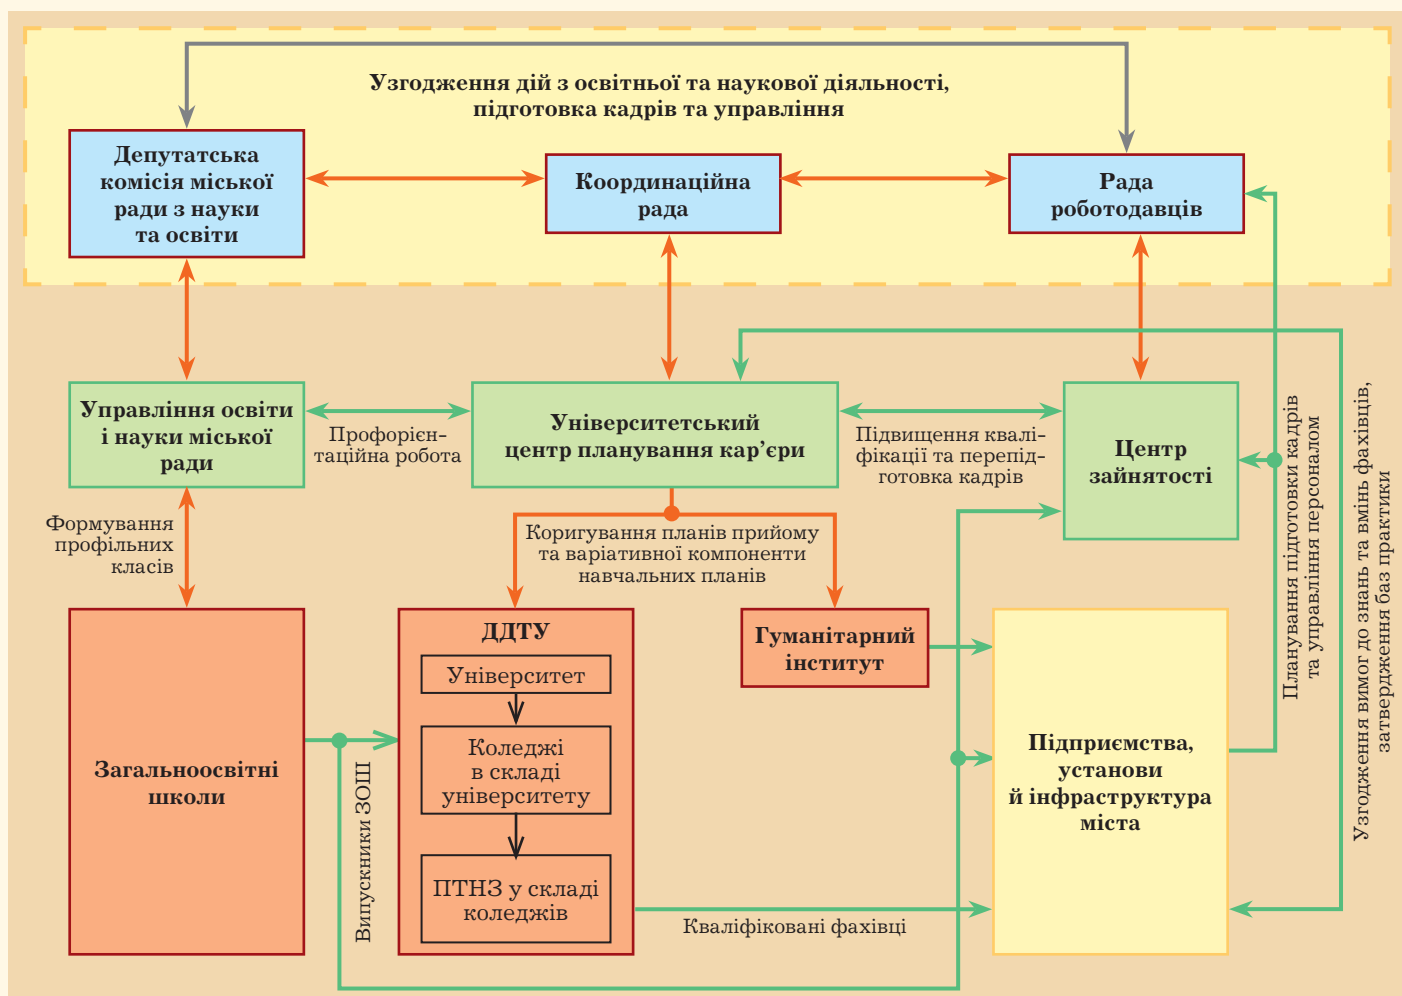 Узгодження дій з освітньої та наукової діяльності,
підготовка кадрів та управління
Депутатська
комісія міської
ради з науки
та освіти
Координаційна
рада
Рада
роботодавців
Управління освіти
і науки міської
ради
Профорієн-
таційна робота
Університетський
центр планування кар’єри
Підвищення квалі-
фікації та перепід-
готовка кадрів
Центр
зайнятості
Планування підготовки кадрів
та управління персоналом
Узгодження вимог до знань та вмінь фахівців,
затвердження баз практики
Формування
профільних
класів
Коригування планів прийому
та варіативної компоненти
навчальних планів
Загальноосвітні
школи
Випускники ЗОШ
ДДТУ
Університет
Коледжі
в складі
університету
ПТНЗ у складі
коледжів
Гуманітарний
інститут
Підприємства,
установи
й інфраструктура
міста
Кваліфіковані фахівці